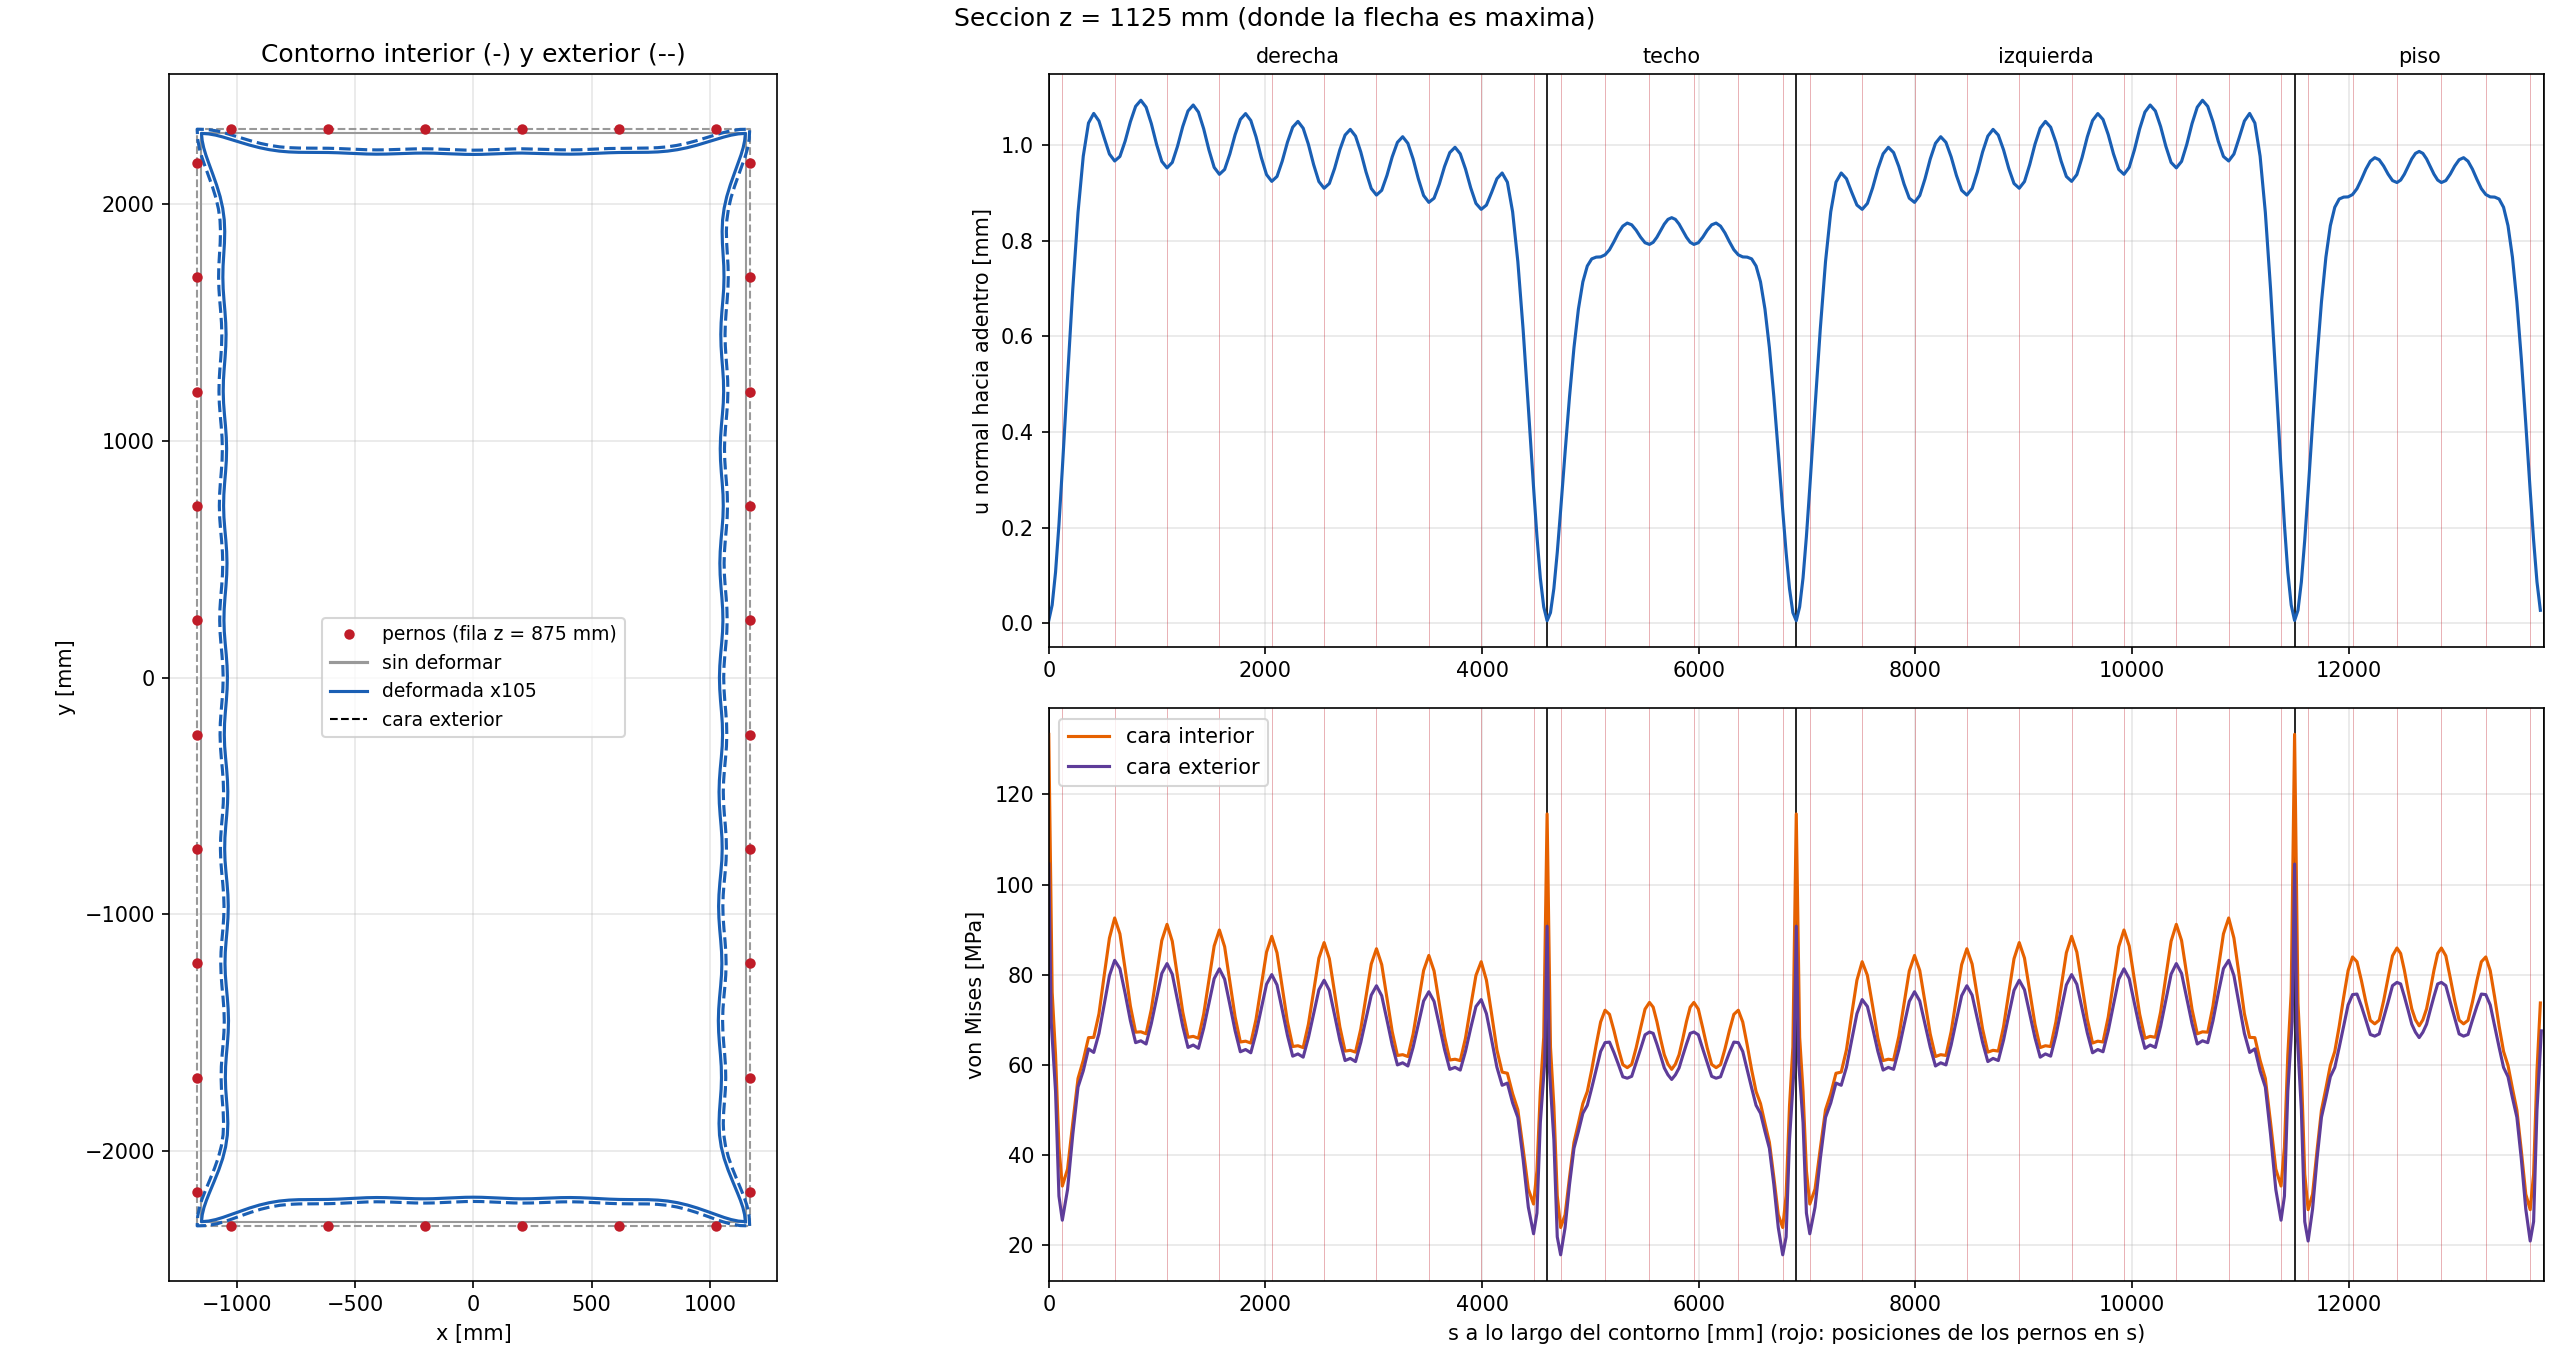 Seccion z = 1125 mm (donde la flecha es maxima)
Contorno interior (-) y exterior (--)
2000
1000
0
−1000
−2000
y [mm]
pernos (fila z = 875 mm)
sin deformar
deformada x105
cara exterior
−1000
−500
0
500
1000
x [mm]
derecha
techo
izquierda
piso
1.0
0.8
0.6
0.4
0.2
0.0
u normal hacia adentro [mm]
0
2000
4000
6000
8000
10000
12000
cara interior
cara exterior
120
100
80
60
40
20
von Mises [MPa]
0
2000
4000
6000
8000
10000
12000
s a lo largo del contorno [mm] (rojo: posiciones de los pernos en s)